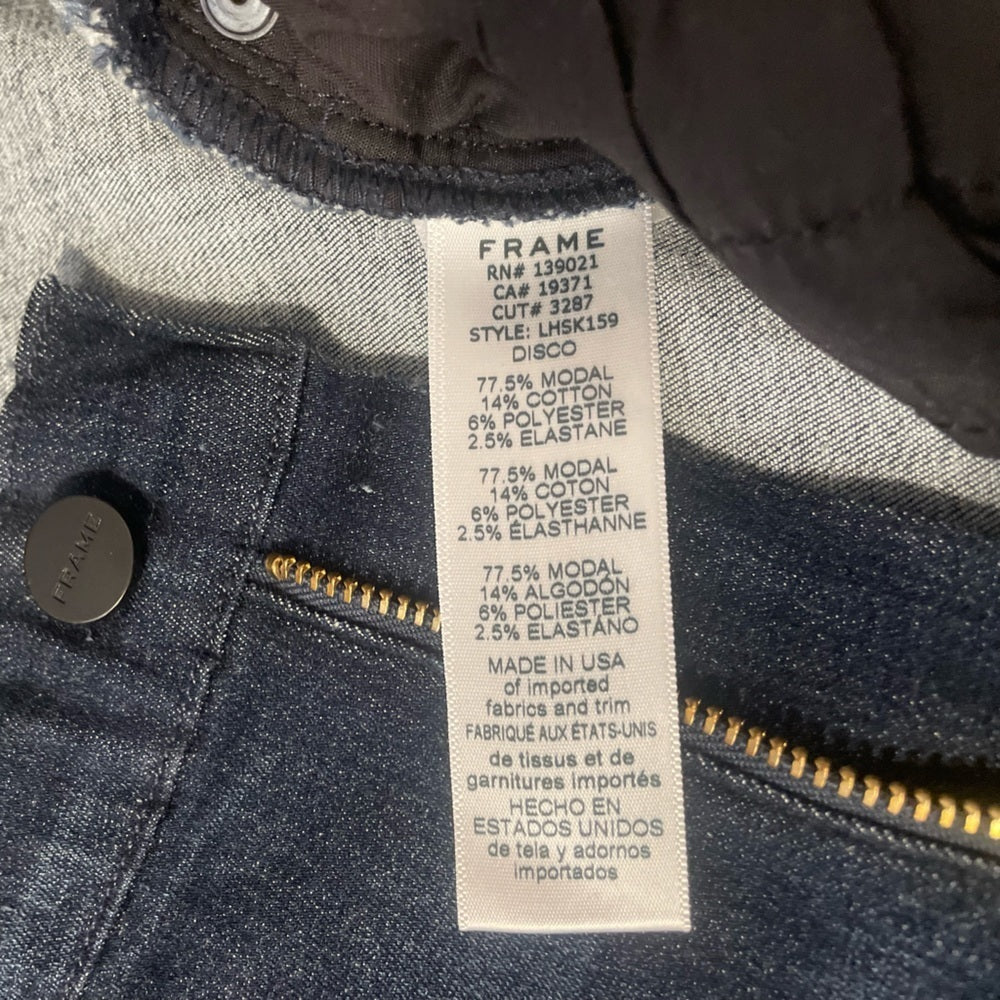 FRAME
RN# 139021
CA# 19371
CUT# 3287
STYLE: LHSK159
DISCO
77.5% MODAL
14% COTTON
6% POLYESTER
2.5% ELASTANE
77.5% MODAL
14% COTON
6% POLYESTER
2.5% ÉLASTHANNE
77.5% MODAL
14% ALGODÓN
6% POLIESTER
2.5% ELASTANO
MADE IN USA
of imported
fabrics and trim
FABRIQUÉ AUX ÉTATS-UNIS
de tissus et de
garnitures importés
HECHO EN
ESTADOS UNIDOS
de tela y adornos
importados
FRAME